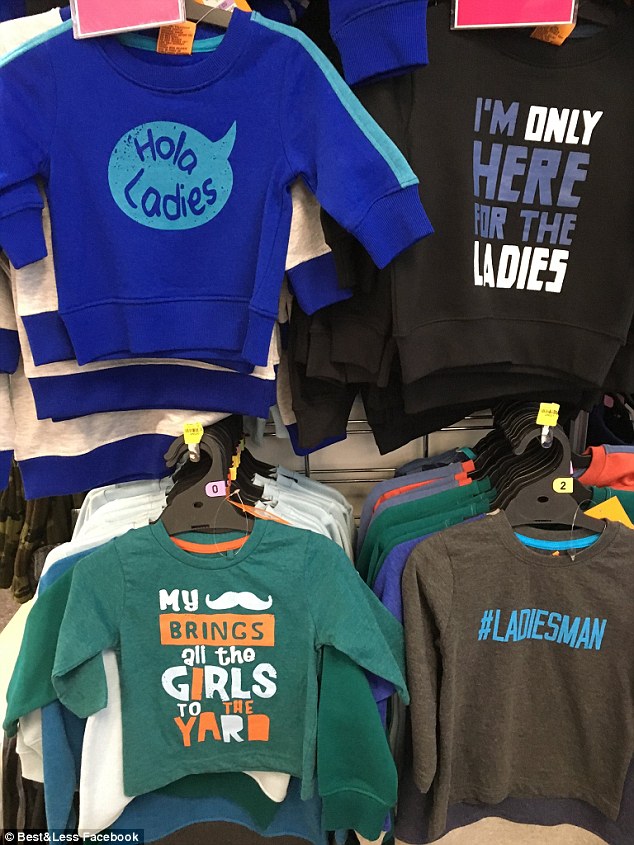 Hola
Ladies
I'M ONLY
HERE
FOR THE
LADIES
0
2
MY
BRINGS
all the
GIRLS
TO THE
YARD
#LADIESMAN
© Best&Less Facebook